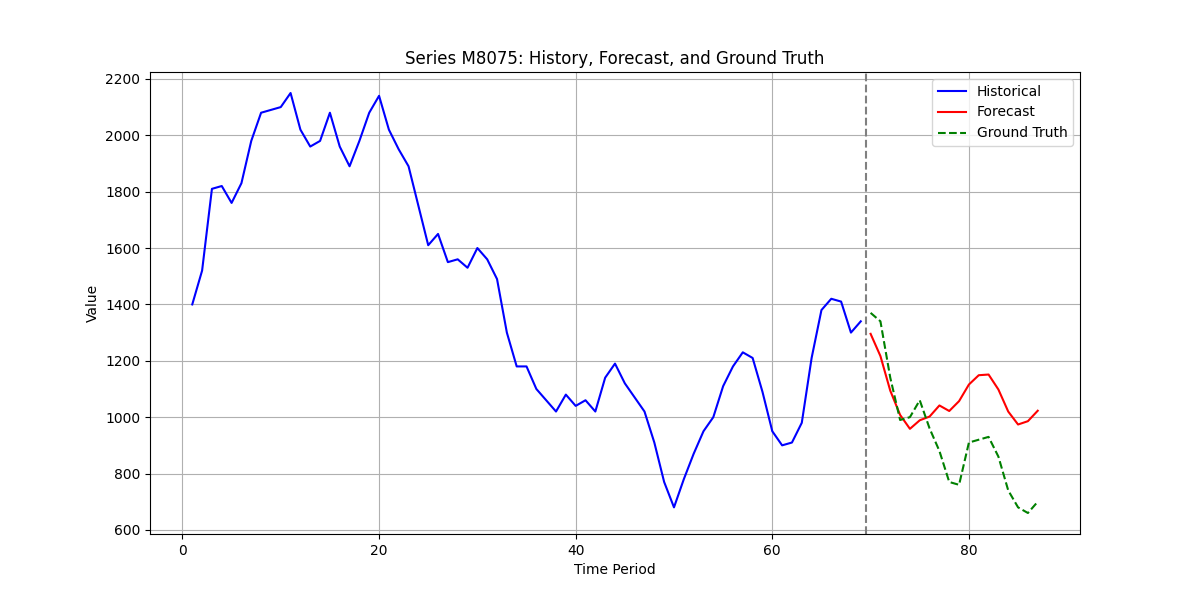 Series M8075: History, Forecast, and Ground Truth
Value
2200
2000
1800
1600
1400
1200
1000
800
600
0
20
40
60
80
Time Period
Historical
Forecast
Ground Truth